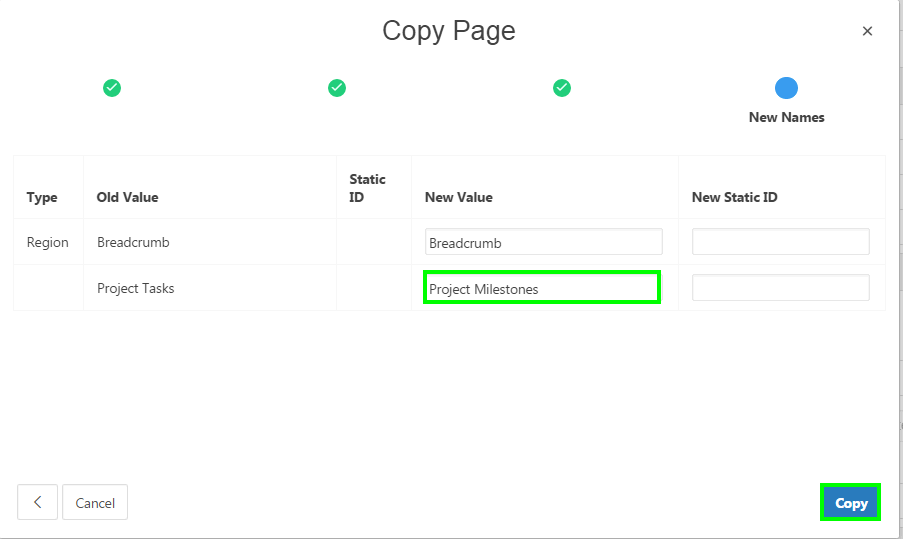 Copy Page
×
New Names
Type Old Value Static ID New Value New Static ID
Region Breadcrumb Breadcrumb
Project Tasks Project Milestones
Cancel Copy